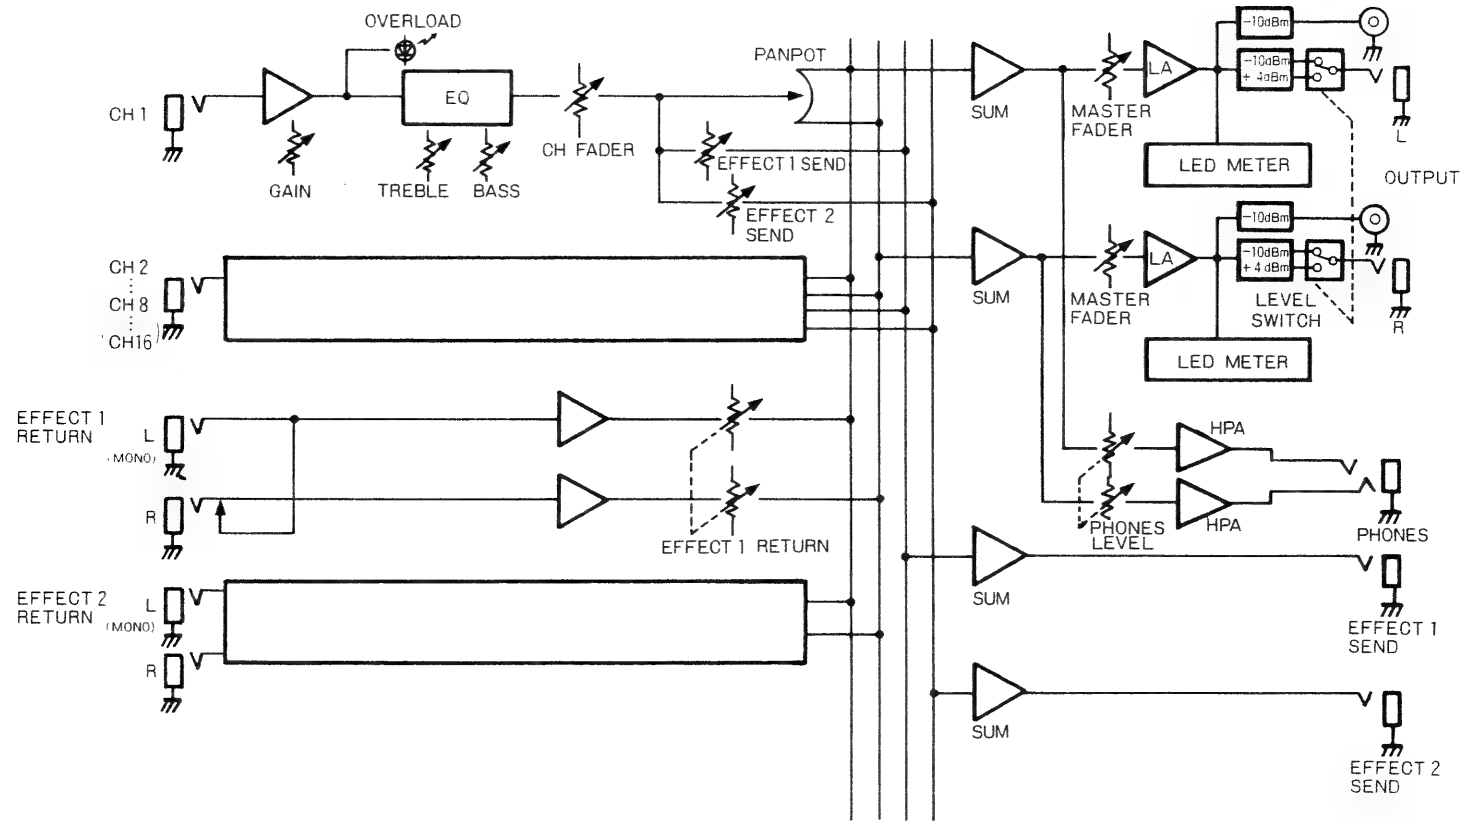 OVERLOAD
PANPOT
CH 1
EQ
GAIN
TREBLE
BASS
CH FADER
EFFECT 1 SEND
EFFECT 2
SEND
CH 2
CH 8
(CH16)
EFFECT 1
RETURN
L
(MONO)
R
EFFECT 1 RETURN
EFFECT 2
RETURN
L
(MONO)
R
SUM
MASTER
FADER
LA
-10dBm
-10dBm
+4dBm
L
LED METER
OUTPUT
SUM
MASTER
FADER
LA
-10dBm
-10dBm
+4dBm
LEVEL
SWITCH
R
LED METER
HPA
HPA
PHONES
LEVEL
PHONES
SUM
EFFECT 1
SEND
SUM
EFFECT 2
SEND